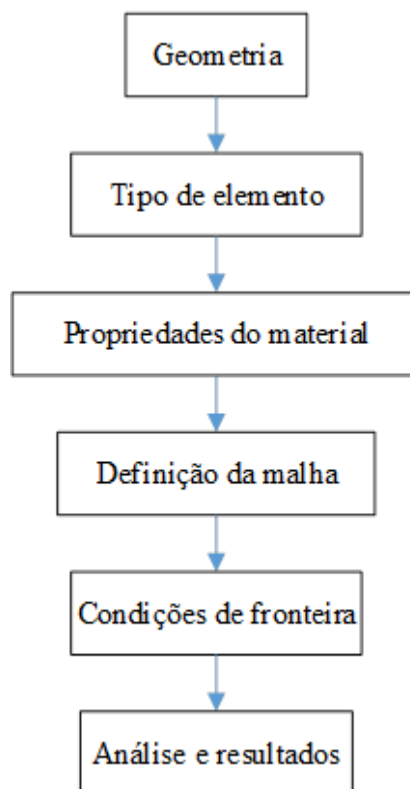 Geometria
Tipo de elemento
Propriedades do material
Definição da malha
Condições de fronteira
Análise e resultados